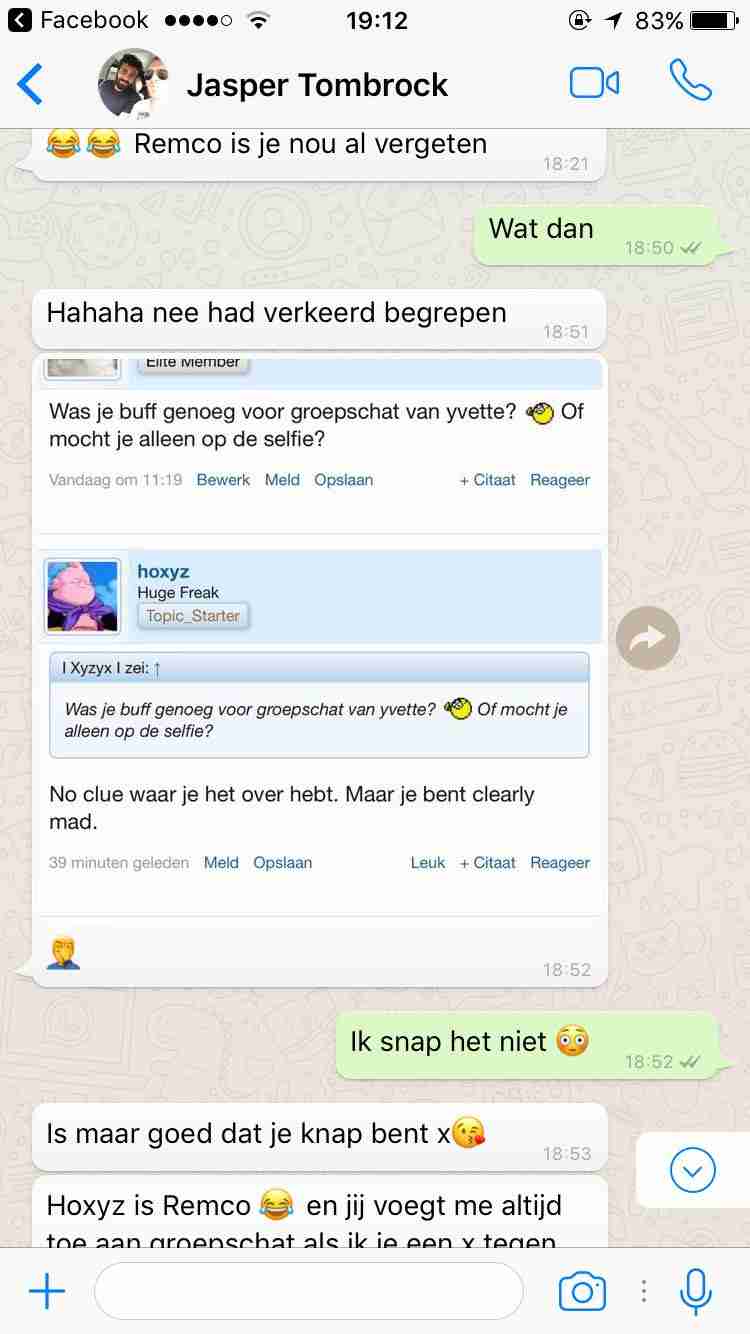 Facebook 19:12 83%
Jasper Tombrock
😂😂 Remco is je nou al vergeten
18:21
Wat dan
18:50
Hahaha nee had verkeerd begrepen
18:51
Elite Member
Was je buff genoeg voor groepschat van yvette? Of
mocht je alleen op de selfie?
Vandaag om 11:19 Bewerk Meld Opslaan + Citaat Reageer
hoxyz
Huge Freak
Topic_Starter
I Xyzyx I zei: ↑
Was je buff genoeg voor groepschat van yvette? Of mocht je
alleen op de selfie?
No clue waar je het over hebt. Maar je bent clearly
mad.
39 minuten geleden Meld Opslaan Leuk + Citaat Reageer
🤦
18:52
Ik snap het niet 😳
18:52
Is maar goed dat je knap bent x😘
18:53
Hoxyz is Remco 😂 en jij voegt me altijd
toe aan groepschat als ik je een x tegen